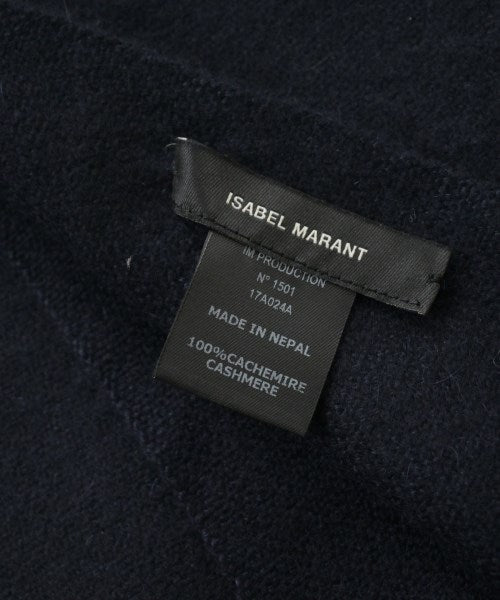 ISABEL MARANT
IM PRODUCTION
N° 1501
17A024A
MADE IN NEPAL
100%CACHEMIRE
CASHMERE